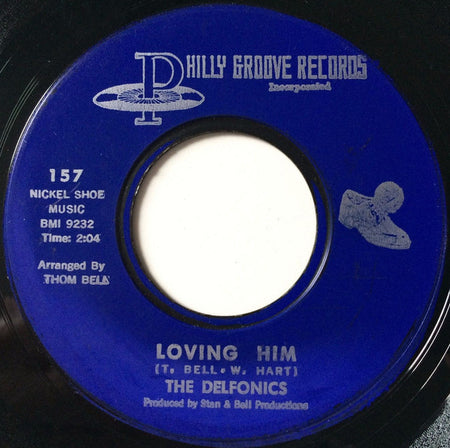 PHILLY GROOVE RECORDS
Incorporated
157
NICKEL SHOE
MUSIC
BMI 9232
Time: 2:04
Arranged By
THOM BELL
LOVING HIM
(T. BELL • W. HART)
THE DELFONICS
Produced by Stan & Bell Productions